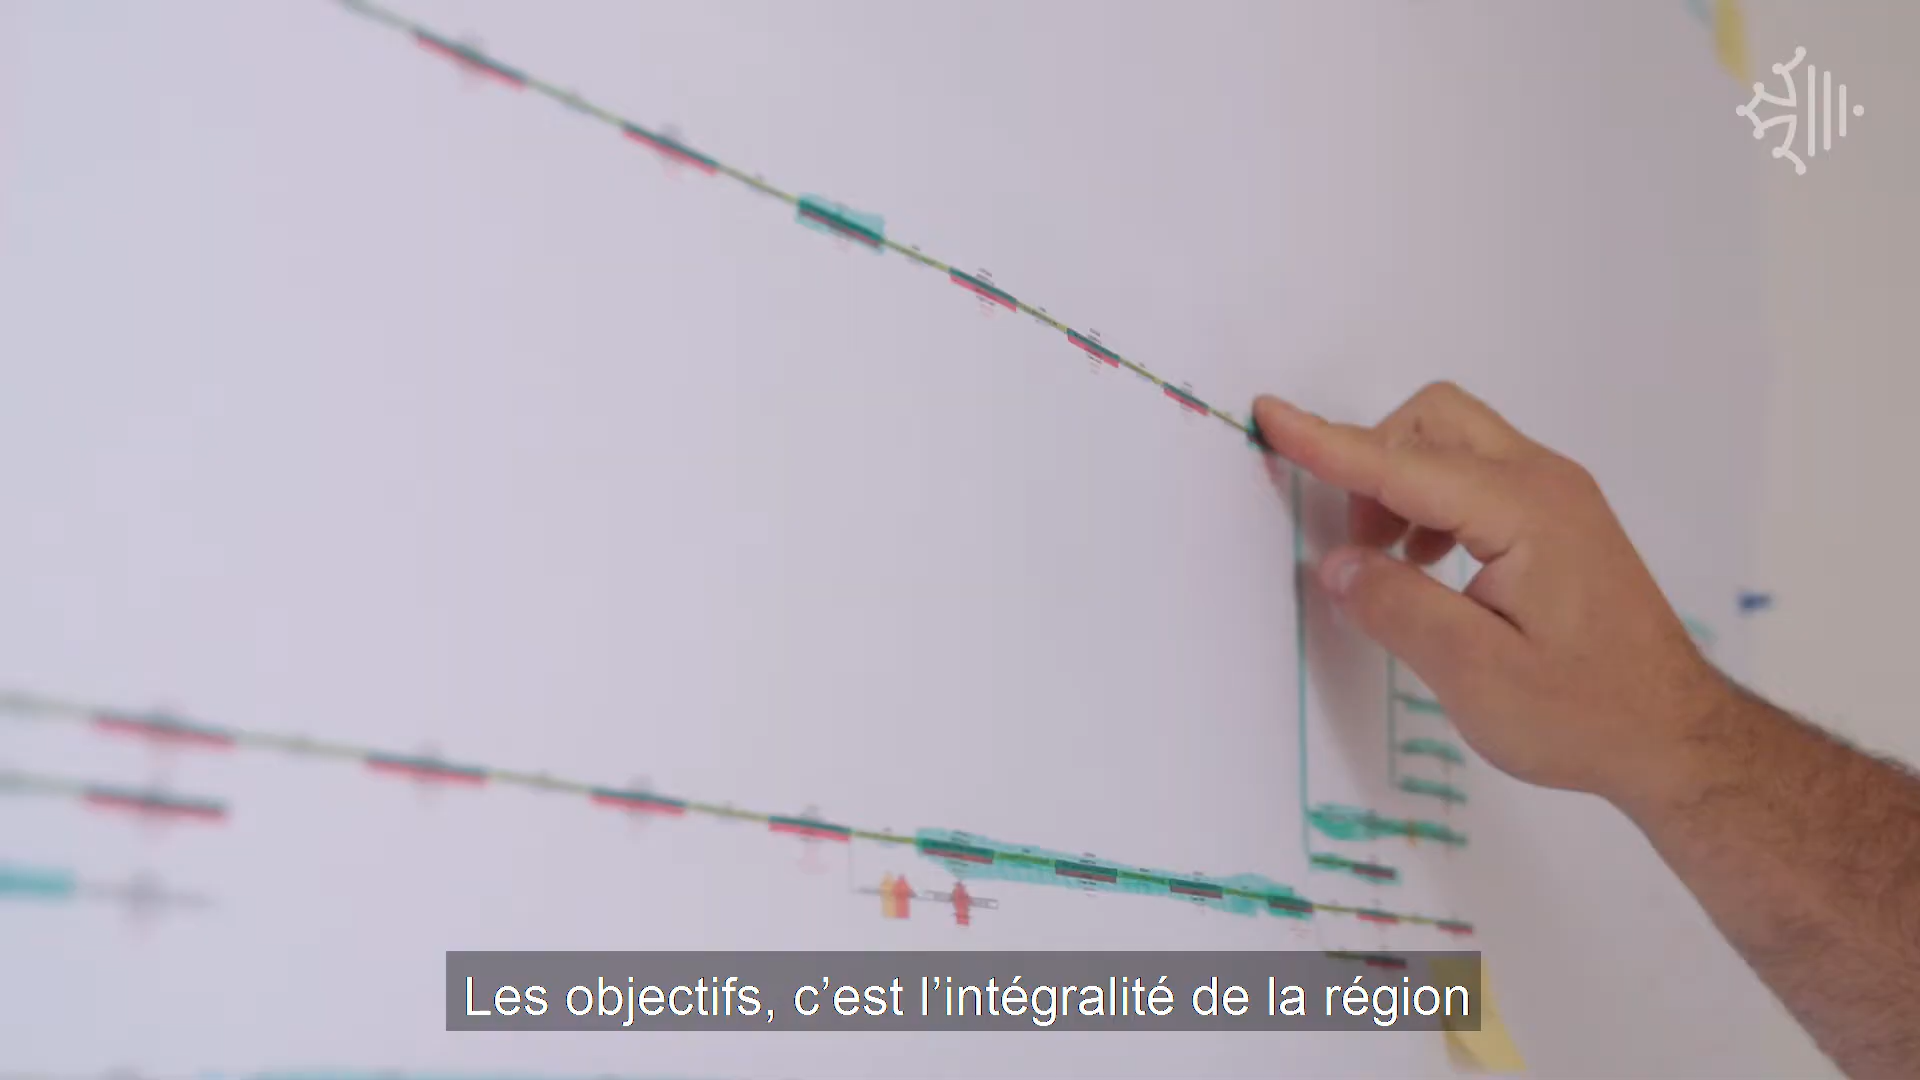 Les objectifs, c’est l’intégralité de la région